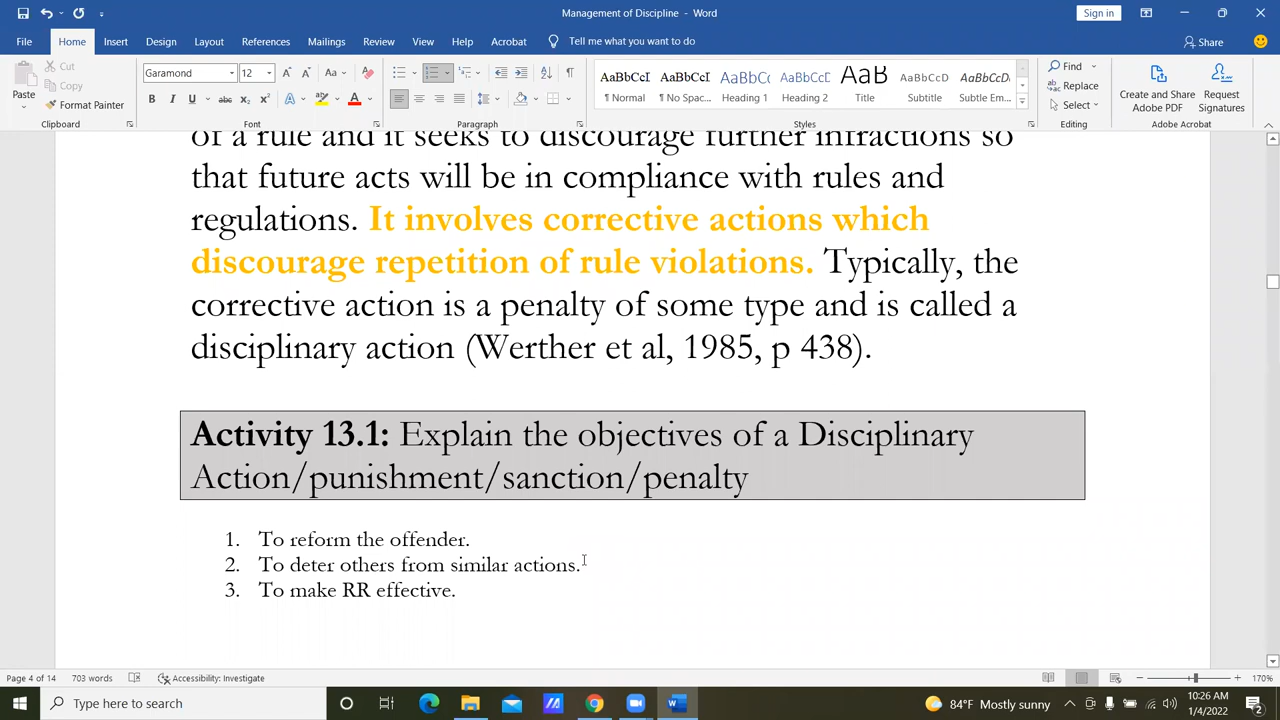 Management of Discipline - Word
Sign in
File Home Insert Design Layout References Mailings Review View Help Acrobat Tell me what you want to do Share
Paste
Cut
Copy
Format Painter
Clipboard
Garamond 12
Font
Paragraph
AaBbCcI AaBbCcI AaBbC AaBbCcI AaB AaBbCcD AaBbCcD
¶ Normal ¶ No Spac... Heading 1 Heading 2 Title Subtitle Subtle Em...
Styles
Find
Replace
Select
Editing
Create and Share Adobe PDF
Request Signatures
Adobe Acrobat
of a rule and it seeks to discourage further infractions so
that future acts will be in compliance with rules and
regulations. It involves corrective actions which
discourage repetition of rule violations. Typically, the
corrective action is a penalty of some type and is called a
disciplinary action (Werther et al, 1985, p 438).
Activity 13.1: Explain the objectives of a Disciplinary
Action/punishment/sanction/penalty
1. To reform the offender.
2. To deter others from similar actions.
3. To make RR effective.
Page 4 of 14 703 words Accessibility: Investigate 170%
Type here to search
84°F Mostly sunny
10:26 AM
1/4/2022
2